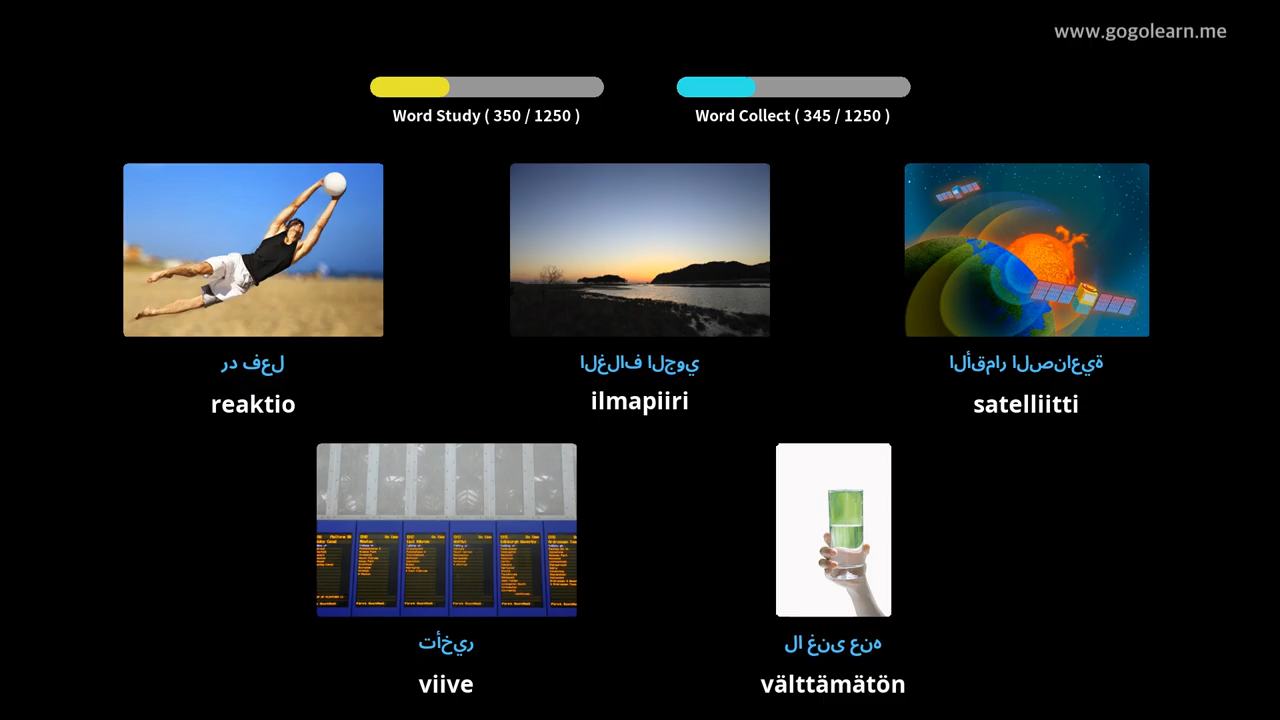 www.gogolearn.me
Word Study ( 350 / 1250 )
Word Collect ( 345 / 1250 )
رد فعل
reaktio
الغلاف الجوي
ilmapiiri
الأقمار الصناعية
satelliitti
تأخير
viive
لا غنى عنه
välttämätön